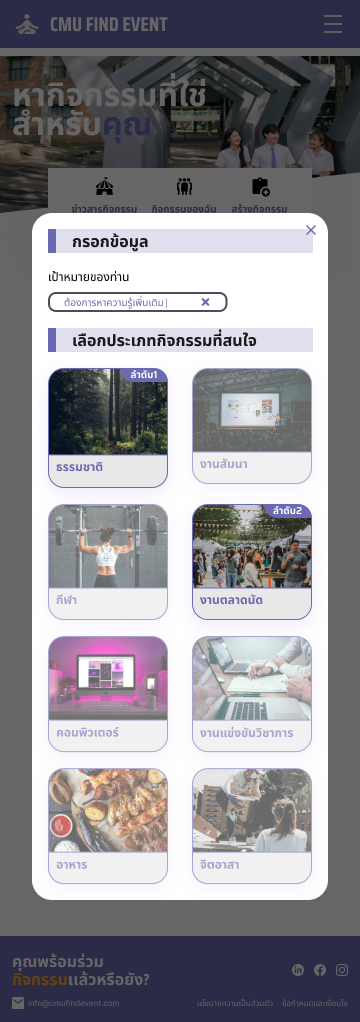 CMU FIND EVENT
หากิจกรรมที่ใช่
สำหรับคุณ
ข่าวสารกิจกรรม กิจกรรมของฉัน สร้างกิจกรรม
กรอกข้อมูล
เป้าหมายของท่าน
ต้องการหาความรู้เพิ่มเติม|
เลือกประเภทกิจกรรมที่สนใจ
ลำดับ1
ธรรมชาติ
งานสัมนา
กีฬา
ลำดับ2
งานตลาดนัด
คอมพิวเตอร์
งานแข่งขันวิชาการ
อาหาร
จิตอาสา
คุณพร้อมร่วม
กิจกรรมแล้วหรือยัง?
info@cmufindevent.com
นโยบายความเป็นส่วนตัว ข้อกำหนดและเงื่อนไข